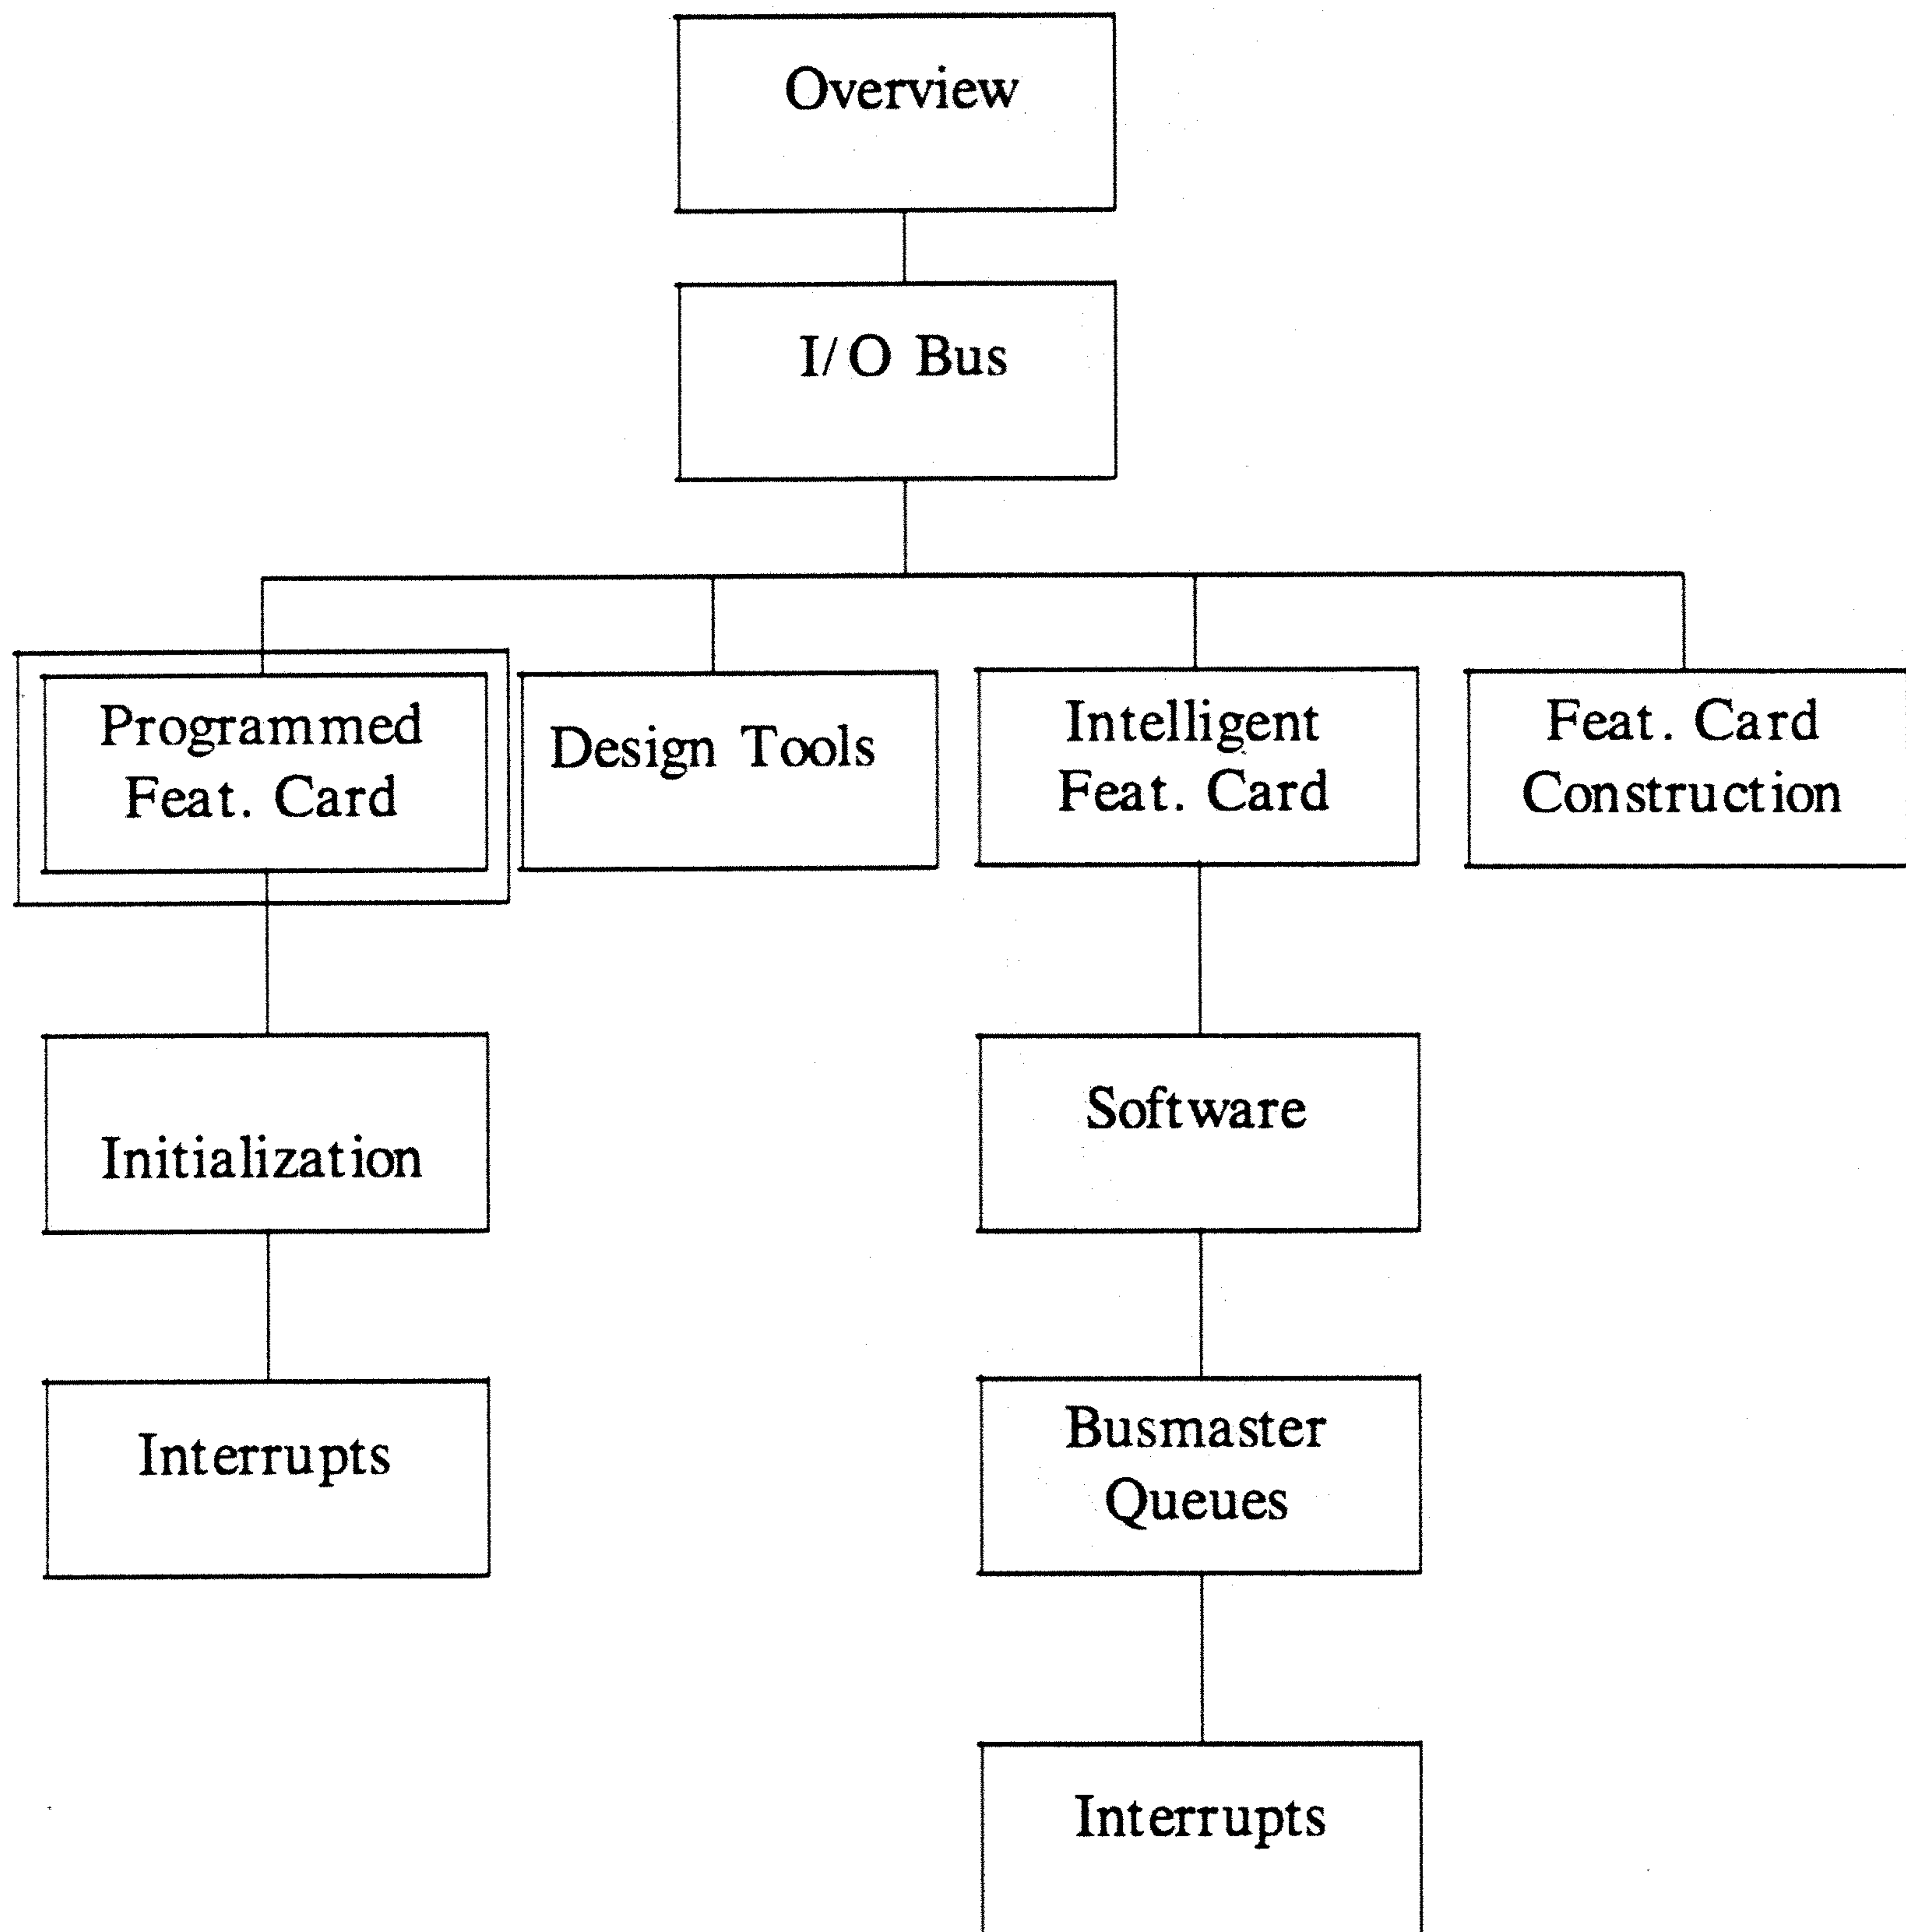 Overview
I/O Bus
Programmed
Feat. Card
Design Tools
Intelligent
Feat. Card
Feat. Card
Construction
Initialization
Software
Interrupts
Busmaster
Queues
Interrupts